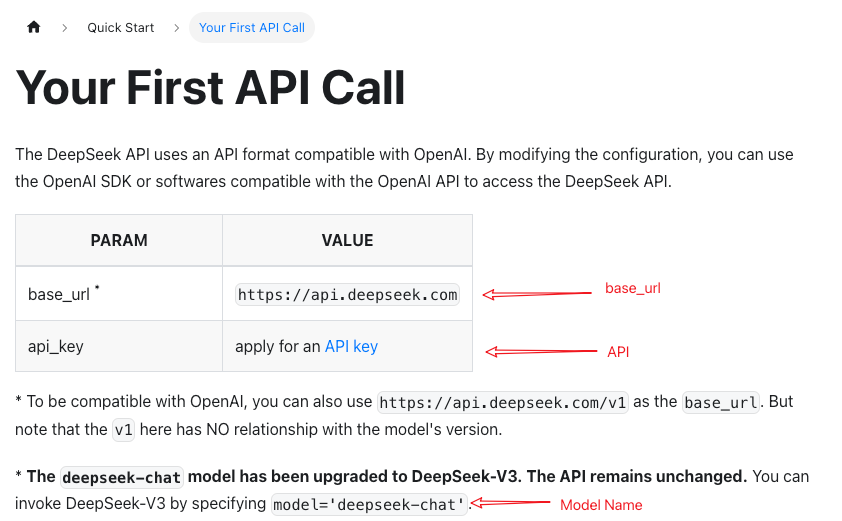 Quick Start
Your First API Call
Your First API Call
The DeepSeek API uses an API format compatible with OpenAI. By modifying the configuration, you can use
the OpenAI SDK or softwares compatible with the OpenAI API to access the DeepSeek API.
PARAM VALUE
base_url * https://api.deepseek.com base_url
api_key apply for an API key API
* To be compatible with OpenAI, you can also use https://api.deepseek.com/v1 as the base_url. But
note that the v1 here has NO relationship with the model's version.
* The deepseek-chat model has been upgraded to DeepSeek-V3. The API remains unchanged. You can
invoke DeepSeek-V3 by specifying model='deepseek-chat'. Model Name